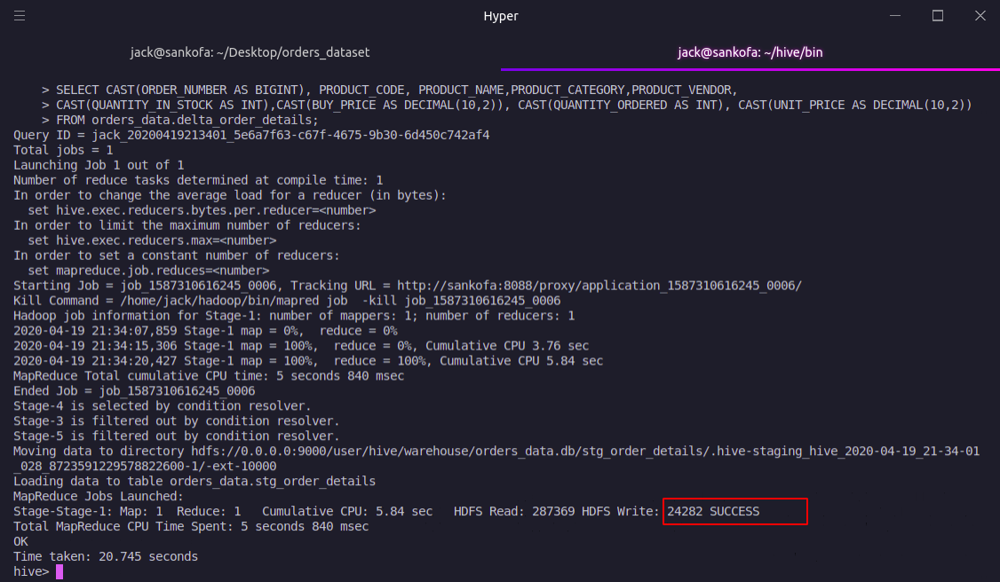 Hyper
jack@sankofa: ~/Desktop/orders_dataset
jack@sankofa: ~/hive/bin
> SELECT CAST(ORDER_NUMBER AS BIGINT), PRODUCT_CODE, PRODUCT_NAME,PRODUCT_CATEGORY,PRODUCT_VENDOR,
> CAST(QUANTITY_IN_STOCK AS INT),CAST(BUY_PRICE AS DECIMAL(10,2)), CAST(QUANTITY_ORDERED AS INT), CAST(UNIT_PRICE AS DECIMAL(10,2))
> FROM orders_data.delta_order_details;
Query ID = jack_20200419213401_5e6a7f63-c67f-4675-9b30-6d450c742af4
Total jobs = 1
Launching Job 1 out of 1
Number of reduce tasks determined at compile time: 1
In order to change the average load for a reducer (in bytes):
  set hive.exec.reducers.bytes.per.reducer=<number>
In order to limit the maximum number of reducers:
  set hive.exec.reducers.max=<number>
In order to set a constant number of reducers:
  set mapreduce.job.reduces=<number>
Starting Job = job_1587310616245_0006, Tracking URL = http://sankofa:8088/proxy/application_1587310616245_0006/
Kill Command = /home/jack/hadoop/bin/mapred job  -kill job_1587310616245_0006
Hadoop job information for Stage-1: number of mappers: 1; number of reducers: 1
2020-04-19 21:34:07,859 Stage-1 map = 0%,  reduce = 0%
2020-04-19 21:34:15,306 Stage-1 map = 100%,  reduce = 0%, Cumulative CPU 3.76 sec
2020-04-19 21:34:20,427 Stage-1 map = 100%,  reduce = 100%, Cumulative CPU 5.84 sec
MapReduce Total cumulative CPU time: 5 seconds 840 msec
Ended Job = job_1587310616245_0006
Stage-4 is selected by condition resolver.
Stage-3 is filtered out by condition resolver.
Stage-5 is filtered out by condition resolver.
Moving data to directory hdfs://0.0.0.0:9000/user/hive/warehouse/orders_data.db/stg_order_details/.hive-staging_hive_2020-04-19_21-34-01
_028_8723591229578822600-1/-ext-10000
Loading data to table orders_data.stg_order_details
MapReduce Jobs Launched:
Stage-Stage-1: Map: 1  Reduce: 1   Cumulative CPU: 5.84 sec   HDFS Read: 287369 HDFS Write: 24282 SUCCESS
Total MapReduce CPU Time Spent: 5 seconds 840 msec
OK
Time taken: 20.745 seconds
hive>